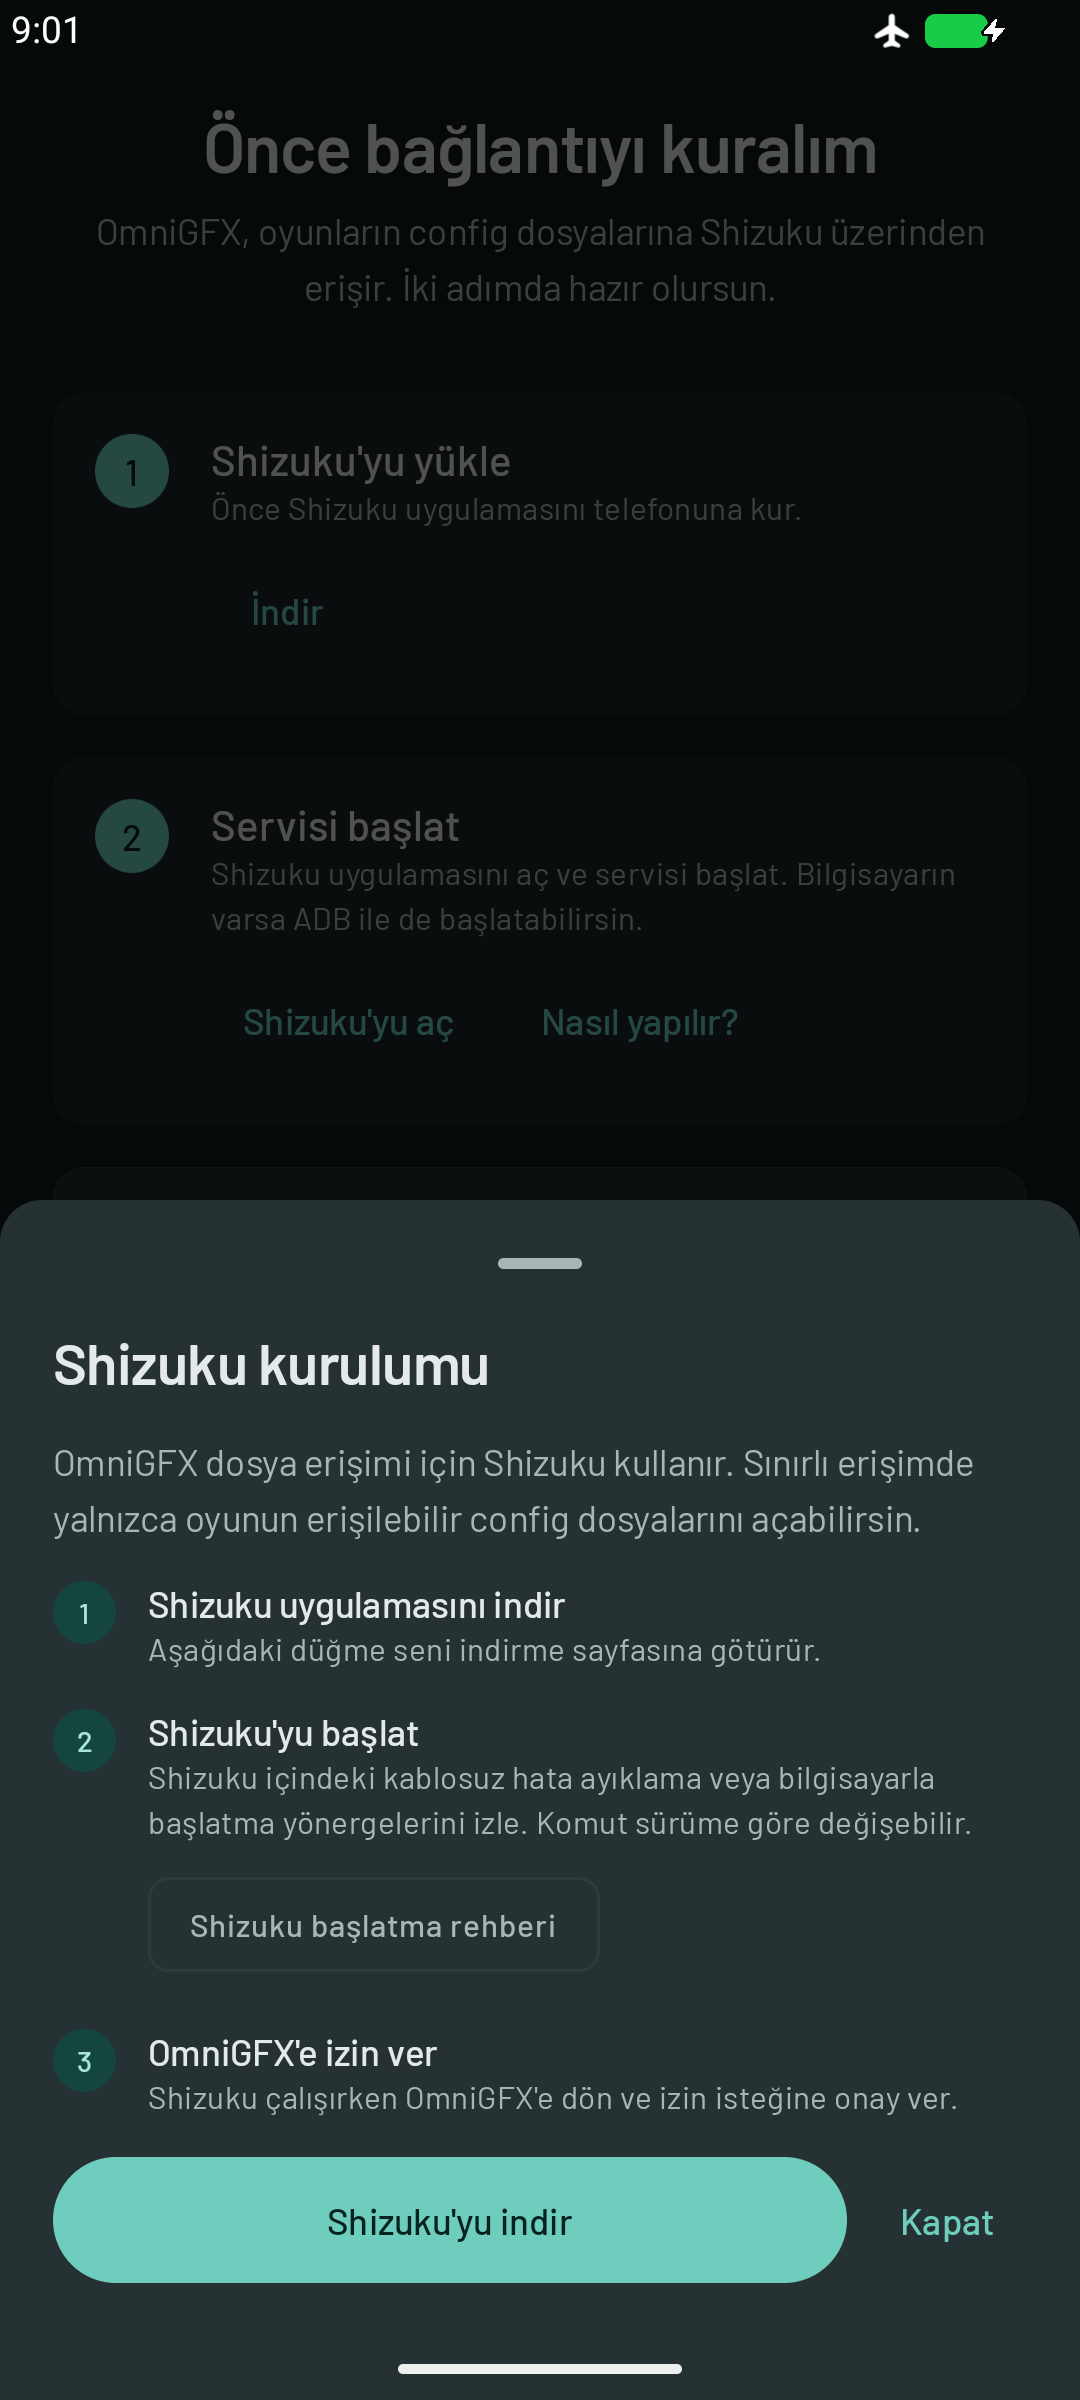 9:01
Önce bağlantıyı kuralım
OmniGFX, oyunların config dosyalarına Shizuku üzerinden
erişir. İki adımda hazır olursun.
1
Shizuku'yu yükle
Önce Shizuku uygulamasını telefonuna kur.
İndir
2
Servisi başlat
Shizuku uygulamasını aç ve servisi başlat. Bilgisayarın
varsa ADB ile de başlatabilirsin.
Shizuku'yu aç
Nasıl yapılır?
Shizuku kurulumu
OmniGFX dosya erişimi için Shizuku kullanır. Sınırlı erişimde
yalnızca oyunun erişilebilir config dosyalarını açabilirsin.
1
Shizuku uygulamasını indir
Aşağıdaki düğme seni indirme sayfasına götürür.
2
Shizuku'yu başlat
Shizuku içindeki kablosuz hata ayıklama veya bilgisayarla
başlatma yönergelerini izle. Komut sürüme göre değişebilir.
Shizuku başlatma rehberi
3
OmniGFX'e izin ver
Shizuku çalışırken OmniGFX'e dön ve izin isteğine onay ver.
Shizuku'yu indir
Kapat